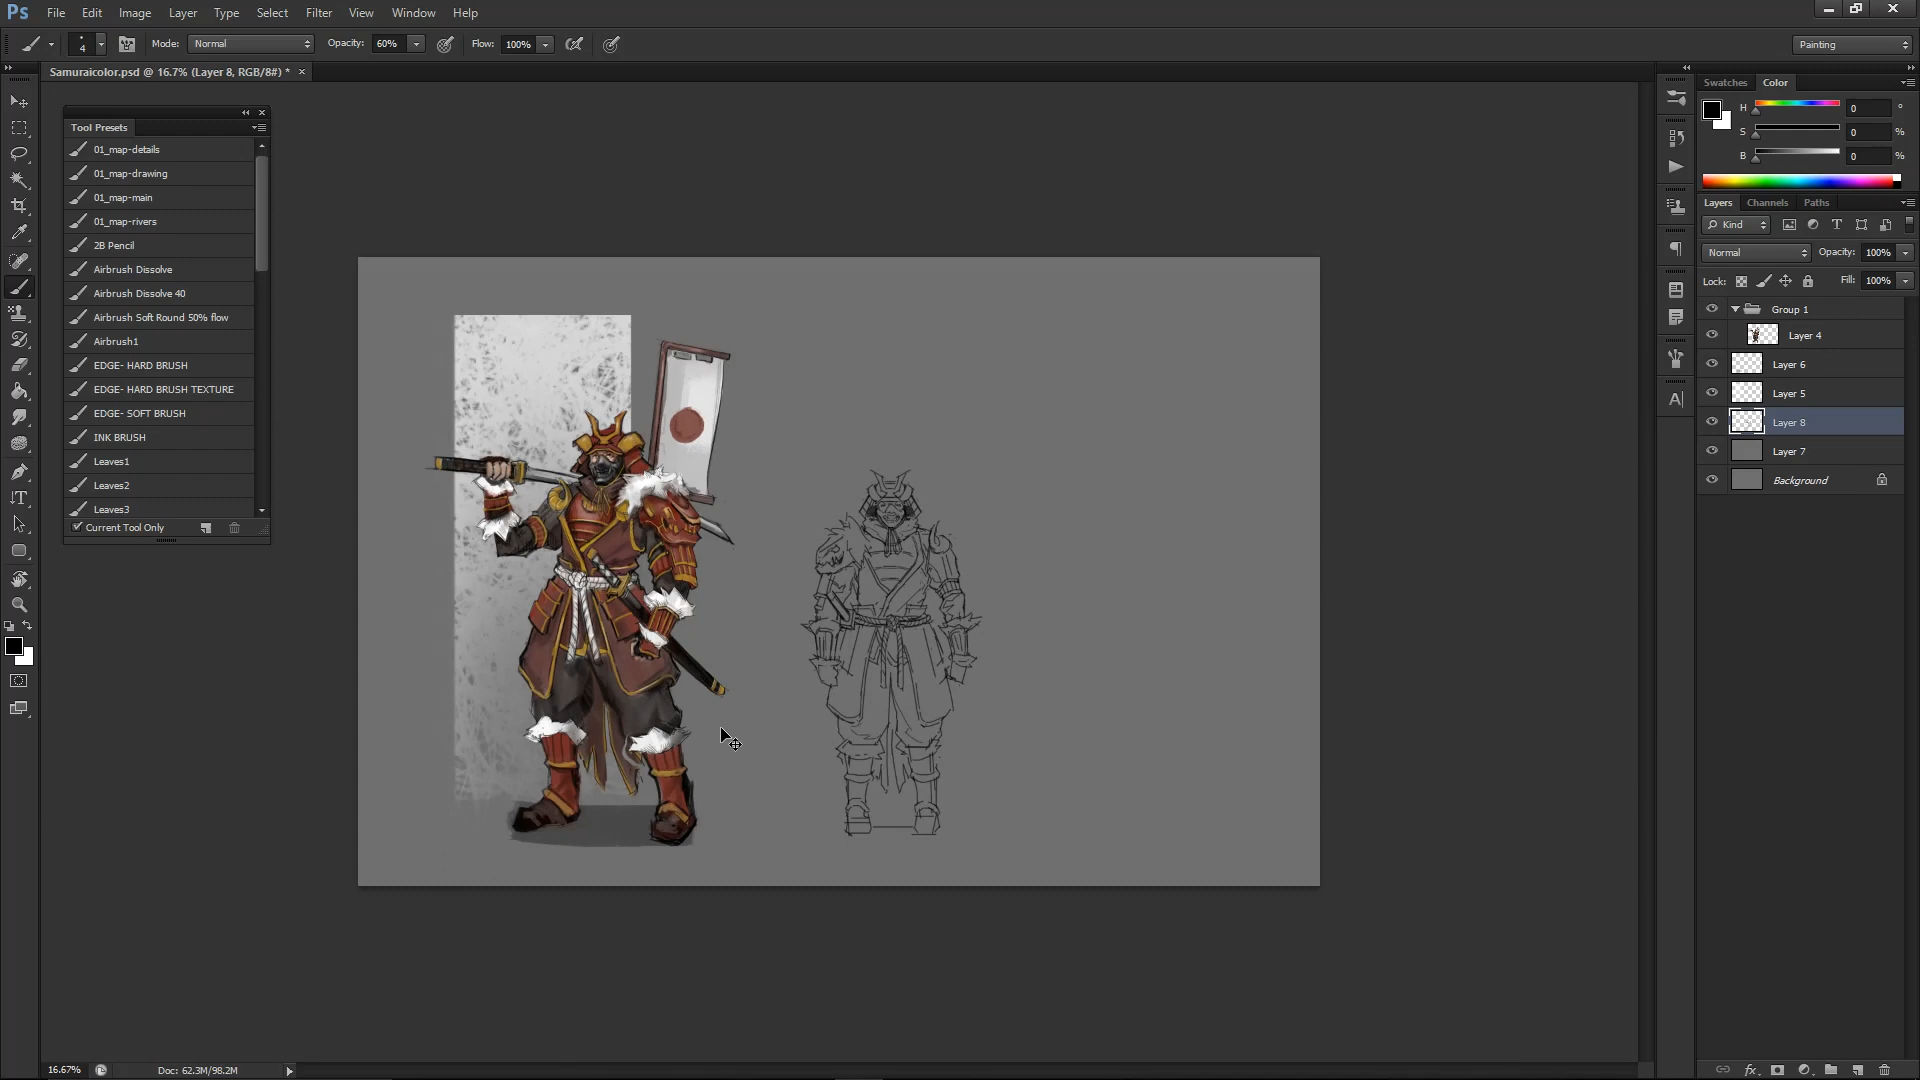 Ps File Edit Image Layer Type Select Filter View Window Help
4 Mode: Normal Opacity: 60% Flow: 100% Painting
Samuraicolor.psd @ 16.7% (Layer 8, RGB/8#) * ×
Tool Presets
01_map-details
01_map-drawing
01_map-main
01_map-rivers
2B Pencil
Airbrush Dissolve
Airbrush Dissolve 40
Airbrush Soft Round 50% flow
Airbrush1
EDGE- HARD BRUSH
EDGE- HARD BRUSH TEXTURE
EDGE- SOFT BRUSH
INK BRUSH
Leaves1
Leaves2
Leaves3
Current Tool Only
Swatches Color
H 0 °
S 0 %
B 0 %
Layers Channels Paths
Kind
Normal Opacity: 100%
Lock: Fill: 100%
Group 1
Layer 4
Layer 6
Layer 5
Layer 8
Layer 7
Background
16.67% Doc: 62.3M/98.2M